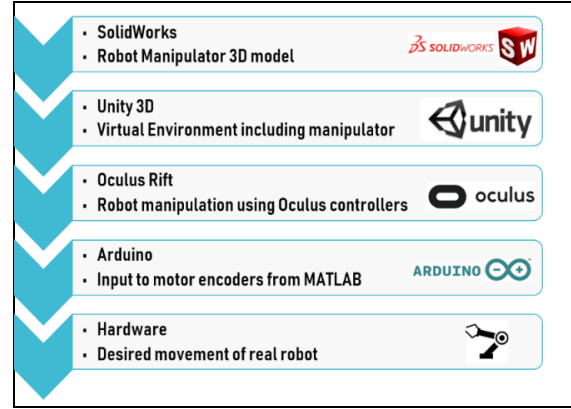 • SolidWorks
• Robot Manipulator 3D model
3S SOLIDWORKS SW
• Unity 3D
• Virtual Environment including manipulator
unity
• Oculus Rift
• Robot manipulation using Oculus controllers
oculus
• Arduino
• Input to motor encoders from MATLAB
ARDUINO
• Hardware
• Desired movement of real robot